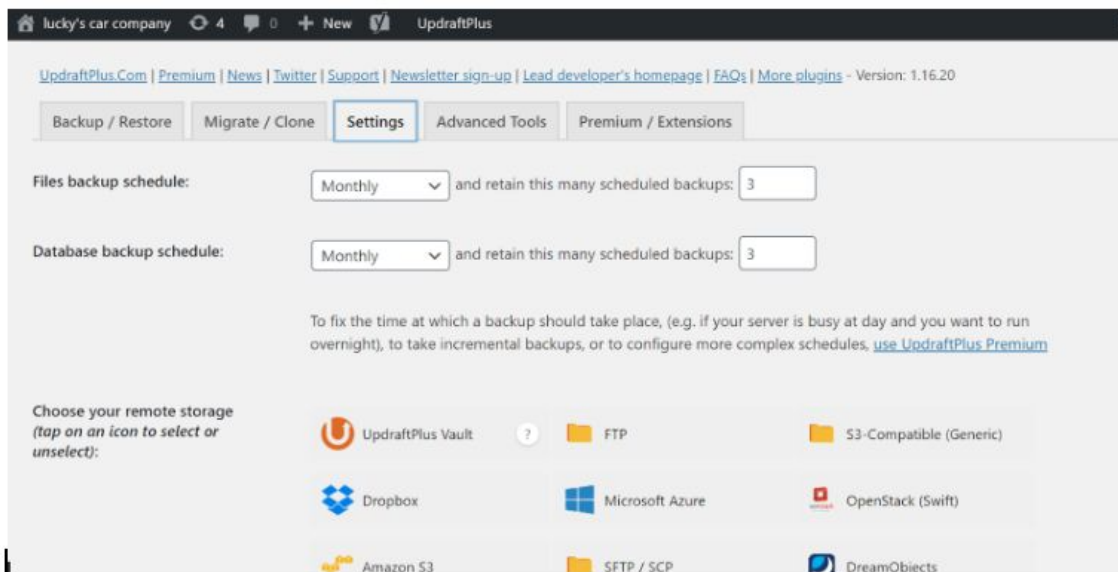 lucky's car company 4 0 New UpdraftPlus
UpdraftPlus.Com | Premium | News | Twitter | Support | Newsletter sign-up | Lead developer's homepage | FAQs | More plugins - Version: 1.16.20
Backup / Restore Migrate / Clone Settings Advanced Tools Premium / Extensions
Files backup schedule: Monthly and retain this many scheduled backups: 3
Database backup schedule: Monthly and retain this many scheduled backups: 3
To fix the time at which a backup should take place, (e.g. if your server is busy at day and you want to run
overnight), to take incremental backups, or to configure more complex schedules, use UpdraftPlus Premium
Choose your remote storage
(tap on an icon to select or
unselect):
UpdraftPlus Vault ? FTP S3-Compatible (Generic)
Dropbox Microsoft Azure OpenStack (Swift)
Amazon S3 SFTP / SCP DreamObjects